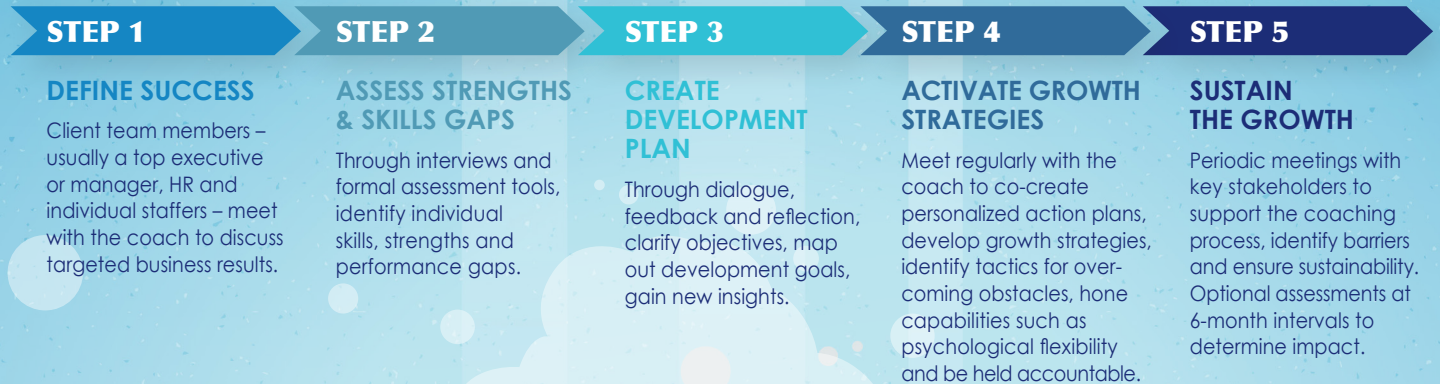 STEP 1
DEFINE SUCCESS
Client team members –
usually a top executive
or manager, HR and
individual staffers – meet
with the coach to discuss
targeted business results.
STEP 2
ASSESS STRENGTHS
& SKILLS GAPS
Through interviews and
formal assessment tools,
identify individual
skills, strengths and
performance gaps.
STEP 3
CREATE
DEVELOPMENT
PLAN
Through dialogue,
feedback and reflection,
clarify objectives, map
out development goals,
gain new insights.
STEP 4
ACTIVATE GROWTH
STRATEGIES
Meet regularly with the
coach to co-create
personalized action plans,
develop growth strategies,
identify tactics for over-
coming obstacles, hone
capabilities such as
psychological flexibility
and be held accountable.
STEP 5
SUSTAIN
THE GROWTH
Periodic meetings with
key stakeholders to
support the coaching
process, identify barriers
and ensure sustainability.
Optional assessments at
6-month intervals to
determine impact.